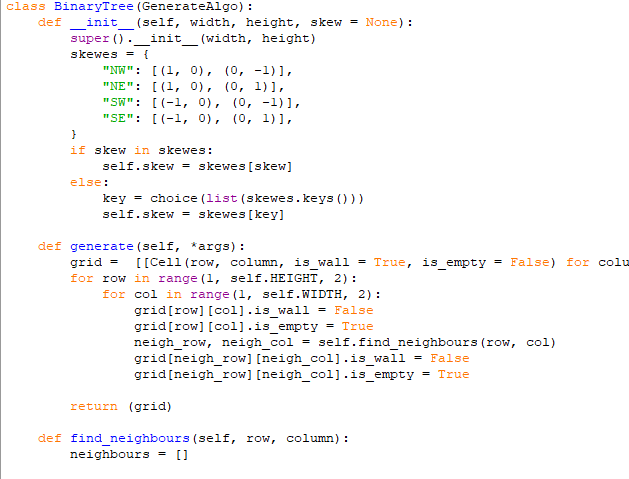 class BinaryTree(GenerateAlgo):
    def __init__(self, width, height, skew = None):
        super().__init__(width, height)
        skewes = {
            "NW": [(1, 0), (0, -1)],
            "NE": [(1, 0), (0, 1)],
            "SW": [(-1, 0), (0, -1)],
            "SE": [(-1, 0), (0, 1)],
        }
        if skew in skewes:
            self.skew = skewes[skew]
        else:
            key = choice(list(skewes.keys()))
            self.skew = skewes[key]

    def generate(self, *args):
        grid =  [[Cell(row, column, is_wall = True, is_empty = False) for colu
        for row in range(1, self.HEIGHT, 2):
            for col in range(1, self.WIDTH, 2):
                grid[row][col].is_wall = False
                grid[row][col].is_empty = True
                neigh_row, neigh_col = self.find_neighbours(row, col)
                grid[neigh_row][neigh_col].is_wall = False
                grid[neigh_row][neigh_col].is_empty = True

        return (grid)

    def find_neighbours(self, row, column):
        neighbours = []